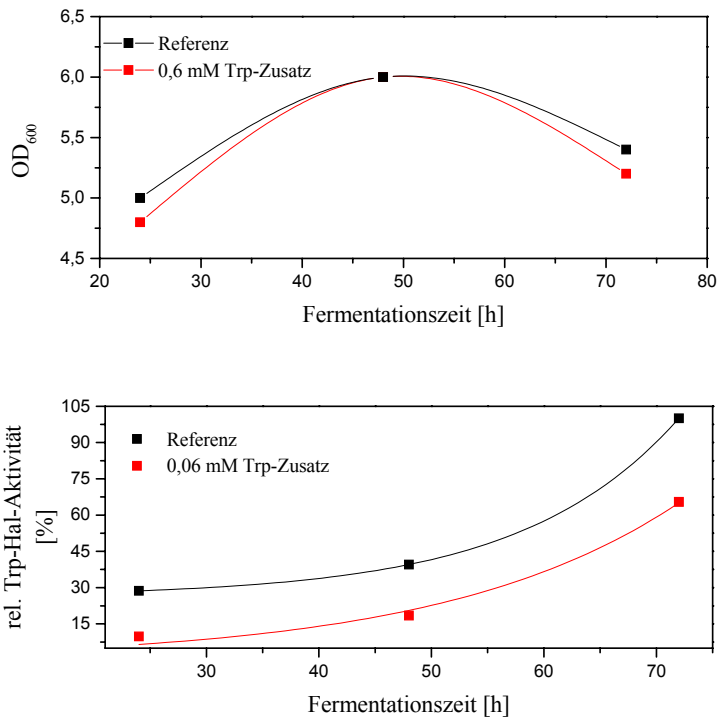 6,5
6,0
5,5
5,0
4,5
OD600
Referenz
0,6 mM Trp-Zusatz
20 30 40 50 60 70 80
Fermentationszeit [h]
105
90
75
60
45
30
15
rel. Trp-Hal-Aktivität
[%]
Referenz
0,06 mM Trp-Zusatz
30 40 50 60 70
Fermentationszeit [h]